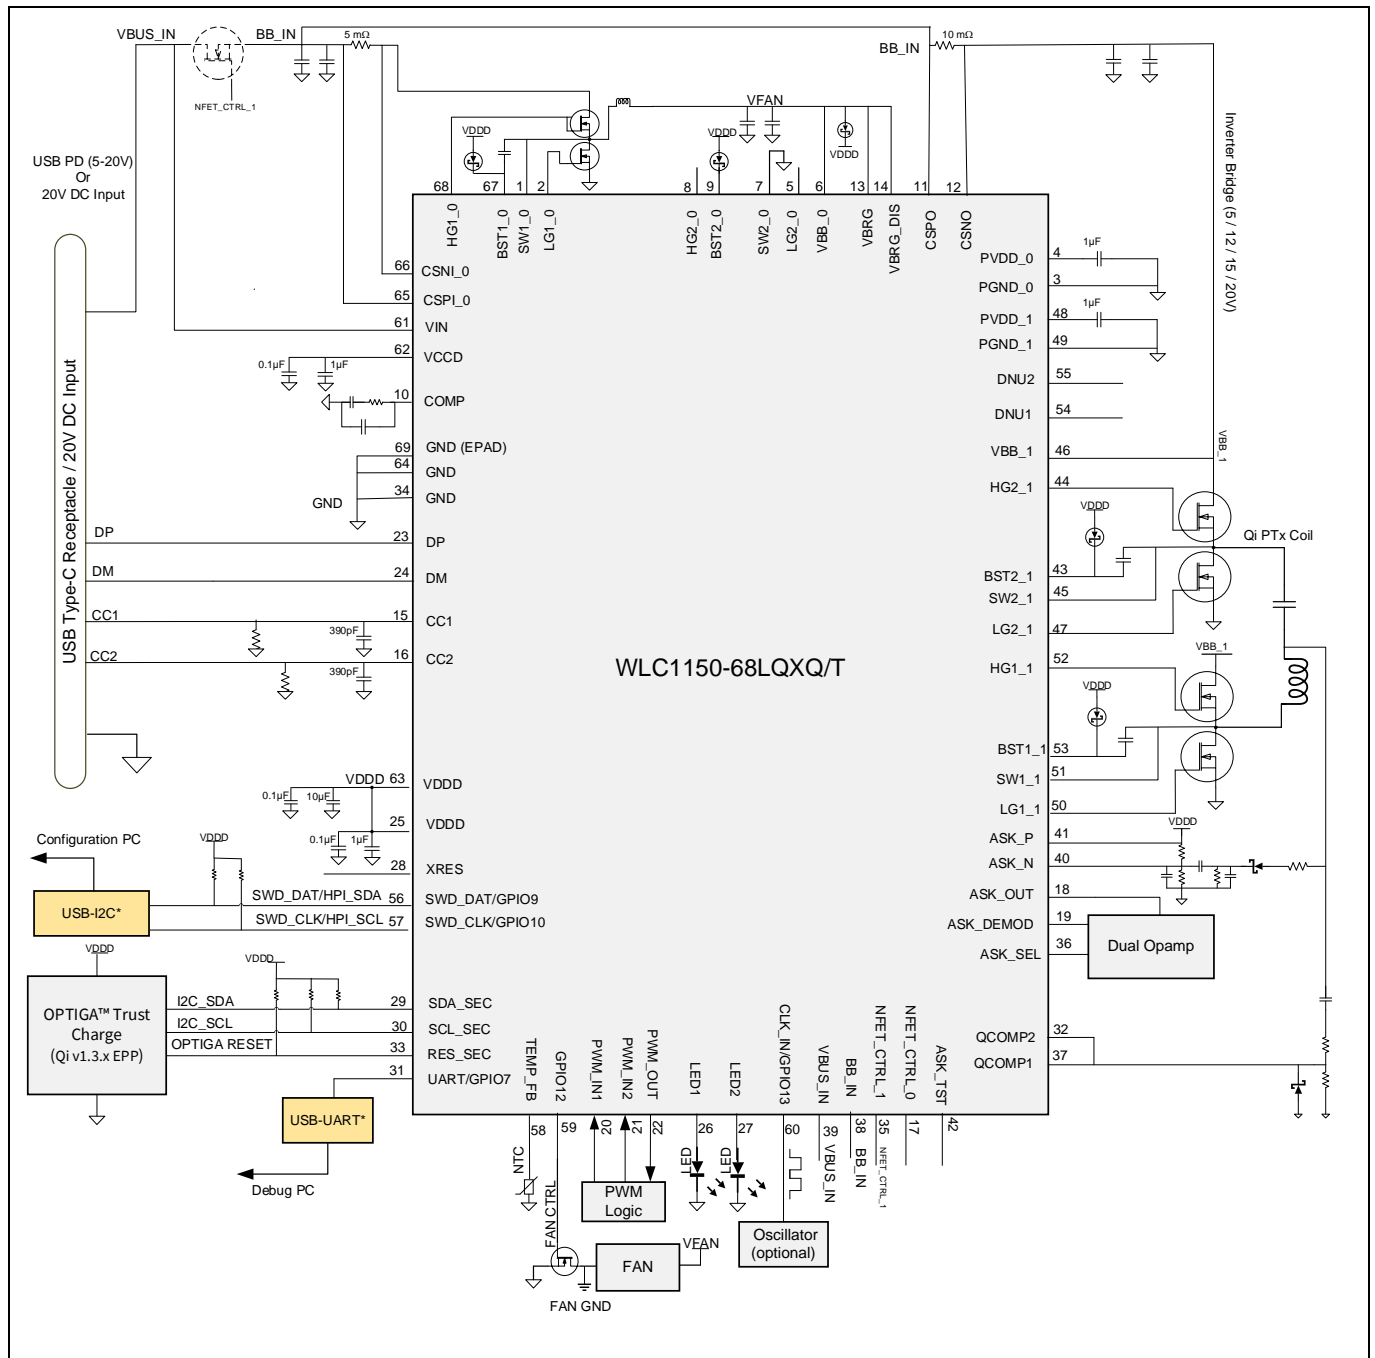 VBUS_IN
BB_IN
5 mΩ
BB_IN
10 mΩ
NFET_CTRL_1
VFAN
VDDD
VDDD
VDDD
USB PD (5-20V)
Or
20V DC Input
Inverter Bridge (5 / 12 / 15 / 20V)
68
67
1
2
8
9
7
5
6
13
14
11
12
HG1_0
BST1_0
SW1_0
LG1_0
HG2_0
BST2_0
SW2_0
LG2_0
VBB_0
VBRG
VBRG_DIS
CSPO
CSNO
USB Type-C Receptacle / 20V DC Input
66
CSNI_0
65
CSPI_0
61
VIN
62
VCCD
0.1µF
1µF
10
COMP
69
GND (EPAD)
64
GND
34
GND
GND
DP
23
DP
DM
24
DM
CC1
15
CC1
390pF
CC2
16
CC2
390pF
VDDD
63
VDDD
0.1µF
10µF
25
VDDD
0.1µF
1µF
28
XRES
Configuration PC
VDDD
USB-I2C*
SWD_DAT/HPI_SDA
56
SWD_DAT/GPIO9
SWD_CLK/HPI_SCL
57
SWD_CLK/GPIO10
VDDD
VDDD
OPTIGA™ Trust
Charge
(Qi v1.3.x EPP)
I2C_SDA
29
SDA_SEC
I2C_SCL
30
SCL_SEC
OPTIGA RESET
33
RES_SEC
31
UART/GPIO7
USB-UART*
Debug PC
WLC1150-68LQXQ/T
PVDD_0
4
1µF
PGND_0
3
PVDD_1
48
1µF
PGND_1
49
DNU2
55
DNU1
54
VBB_1
46
VBB_1
HG2_1
44
VDDD
Qi PTx Coil
BST2_1
43
SW2_1
45
LG2_1
47
HG1_1
52
VBB_1
VDDD
BST1_1
53
SW1_1
51
LG1_1
50
VDDD
ASK_P
41
ASK_N
40
ASK_OUT
18
ASK_DEMOD
19
ASK_SEL
36
Dual Opamp
QCOMP2
32
QCOMP1
37
TEMP_FB
GPIO12
PWM_IN1
PWM_IN2
PWM_OUT
LED1
LED2
CLK_IN/GPIO13
VBUS_IN
BB_IN
NFET_CTRL_1
NFET_CTRL_0
ASK_TST
58
59
20
21
22
26
27
60
39
38
35
17
42
NTC
FAN CTRL
PWM
Logic
LED
LED
VBUS_IN
BB_IN
NFET_CTRL_1
Oscillator
(optional)
VFAN
FAN
FAN GND